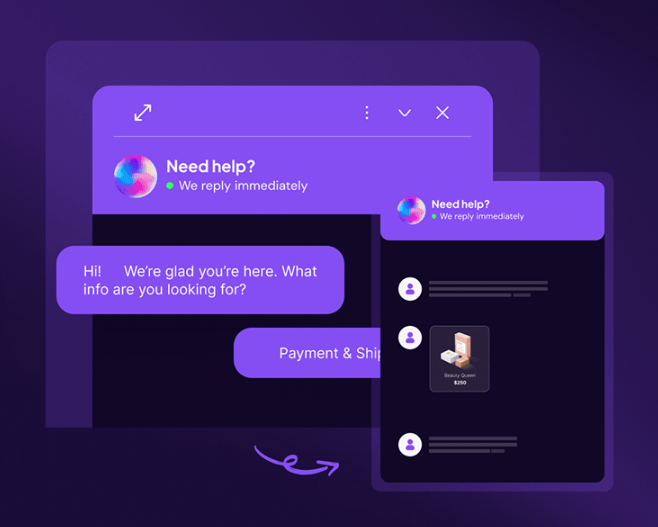 Need help?
We reply immediately
Hi! We're glad you're here. What
info are you looking for?
Payment & Ship
Need help?
We reply immediately
Beauty Queen
$250